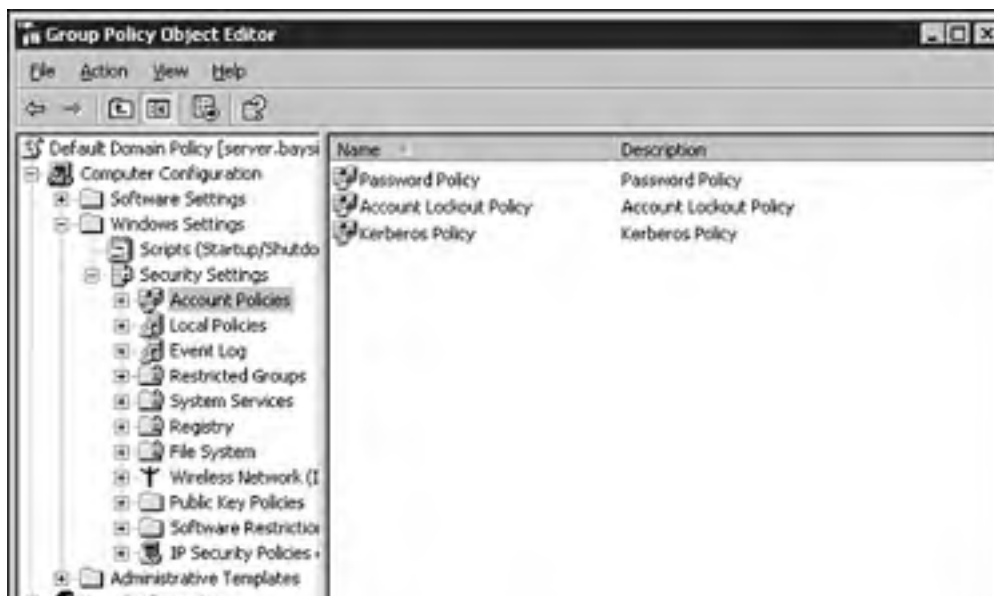 Group Policy Object Editor
File Action View Help
Default Domain Policy [server.baysi
Computer Configuration
Software Settings
Windows Settings
Scripts (Startup/Shutdo
Security Settings
Account Policies
Local Policies
Event Log
Restricted Groups
System Services
Registry
File System
Wireless Network (I
Public Key Policies
Software Restriction
IP Security Policies
Administrative Templates
Name Description
Password Policy Password Policy
Account Lockout Policy Account Lockout Policy
Kerberos Policy Kerberos Policy